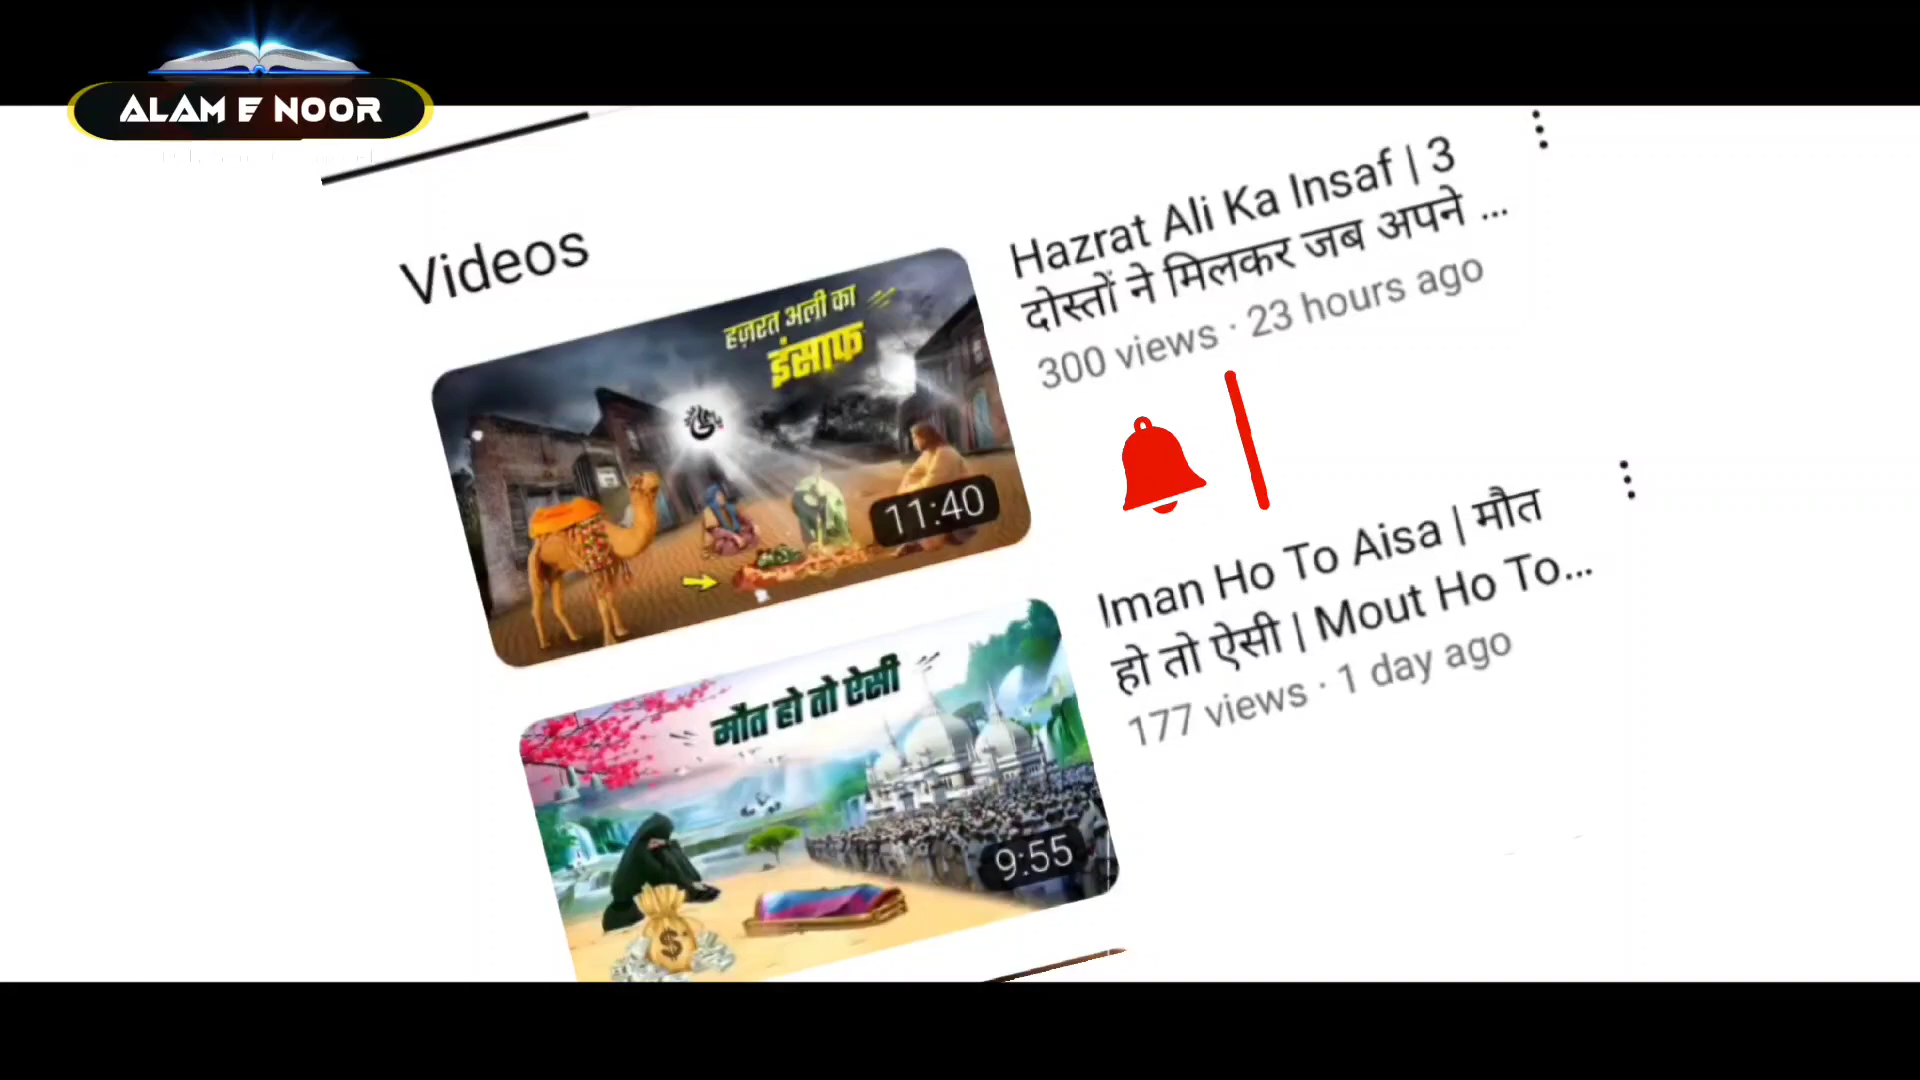 ALAM E NOOR
Videos
हज़रत अली का
इंसाफ़
11:40
Hazrat Ali Ka Insaf | 3
दोस्तों ने मिलकर जब अपने ...
300 views · 23 hours ago
मौत हो तो ऐसी
$
9:55
Iman Ho To Aisa | मौत
हो तो ऐसी | Mout Ho To...
177 views · 1 day ago